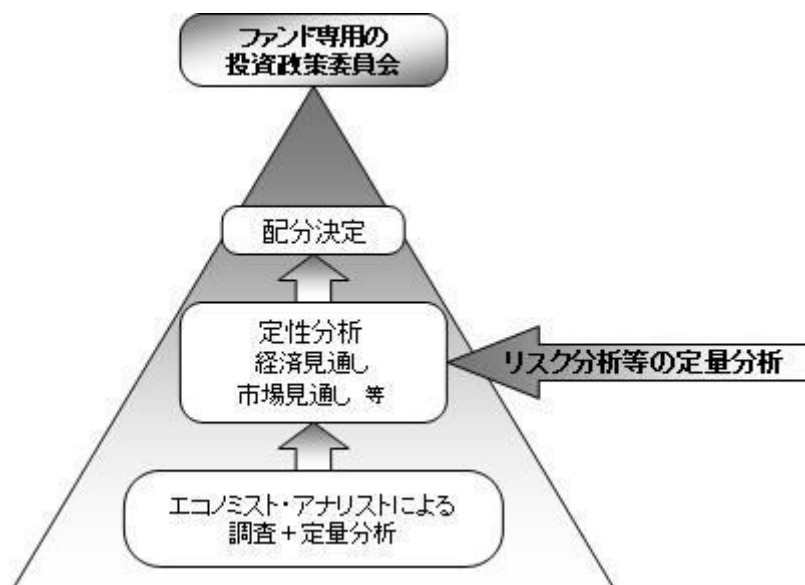 ファンド専用の
投資政策委員会
配分決定
定性分析
経済見通し
市場見通し 等
リスク分析等の定量分析
エコノミスト・アナリストによる
調査+定量分析